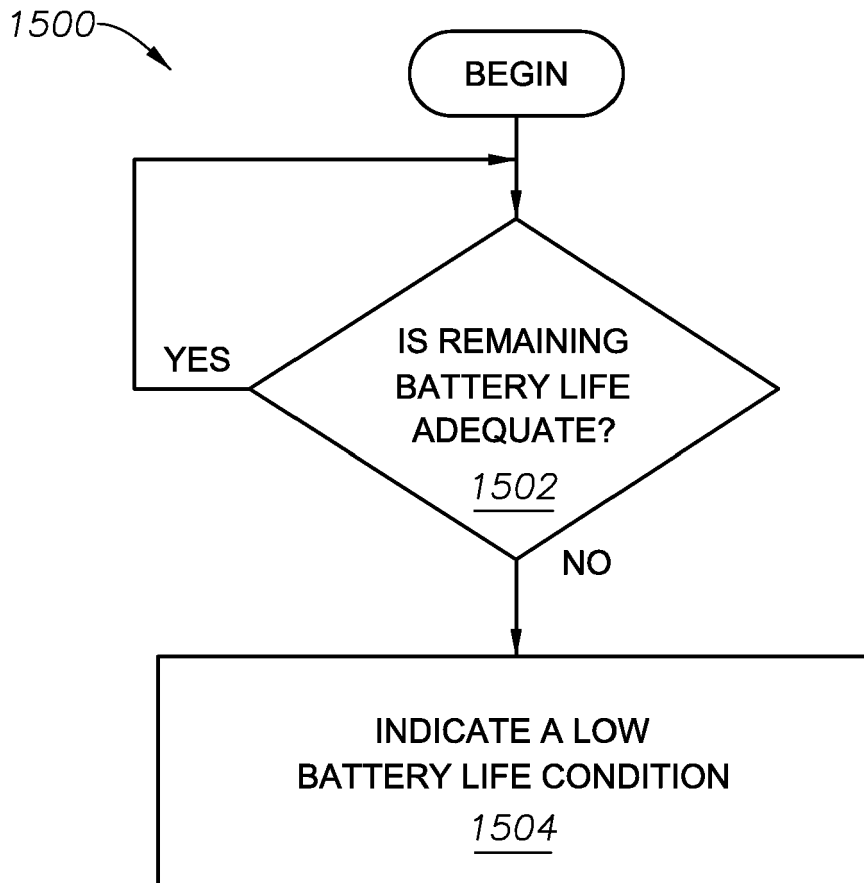 1500
BEGIN
YES
IS REMAINING
BATTERY LIFE
ADEQUATE?
1502
NO
INDICATE A LOW
BATTERY LIFE CONDITION
1504